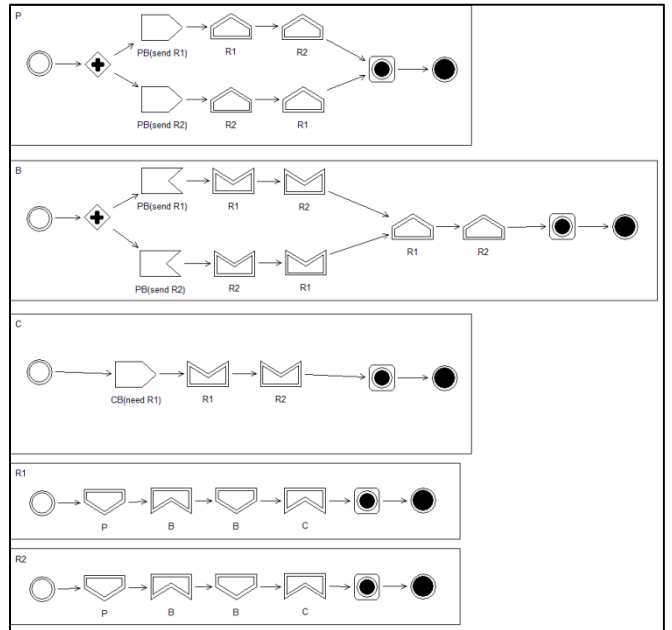 P
PB(send R1) R1 R2
PB(send R2) R2 R1
B
PB(send R1) R1 R2
R1 R2
PB(send R2) R2 R1
C
CB(need R1) R1 R2
R1
P B B C
R2
P B B C